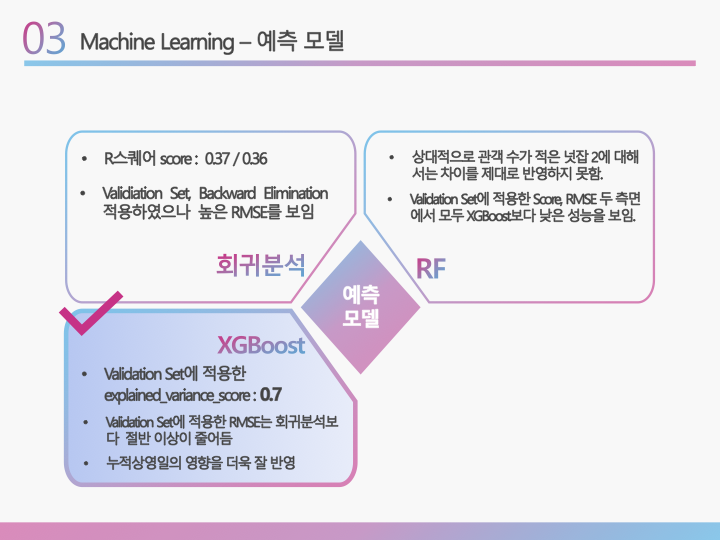 03 Machine Learning – 예측 모델
• R스퀘어 score : 0.37 / 0.36
• Validiation Set, Backward Elimination
적용하였으나 높은 RMSE를 보임
회귀분석
• 상대적으로 관객 수가 적은 넛잡 2에 대해
서는 차이를 제대로 반영하지 못함.
• Validation Set에 적용한 Score, RMSE 두 측면
에서 모두 XGBoost보다 낮은 성능을 보임.
RF
예측
모델
XGBoost
• Validation Set에 적용한
explained_variance_score : 0.7
• Validation Set에 적용한 RMSE는 회귀분석보
다 절반 이상이 줄어듬
• 누적상영일의 영향을 더욱 잘 반영